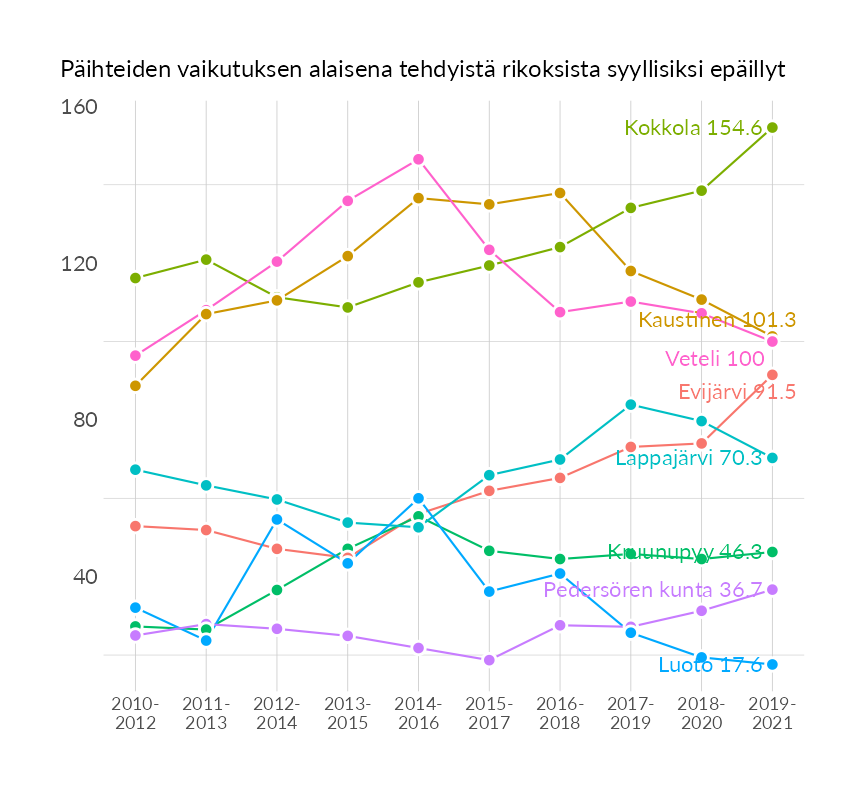 Päihteiden vaikutuksen alaisena tehdyistä rikoksista syyllisiksi epäillyt
160
Kokkola 154.6
120
Kaustinen 101.3
Veteli 100
Evijärvi 91.5
80
Lappajärvi 70.3
Kruunupyy 46.3
40
Pedersören kunta 36.7
Luoto 17.6
2010- 2011- 2012- 2013- 2014- 2015- 2016- 2017- 2018- 2019-
2012 2013 2014 2015 2016 2017 2018 2019 2020 2021